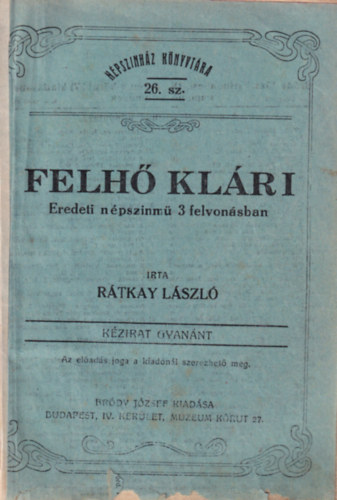 NÉPSZINHÁZ KÖNYVTÁRA
26. sz.
FELHŐ KLÁRI
Eredeti népszinmü 3 felvonásban
IRTA
RÁTKAY LÁSZLÓ
KÉZIRAT GYANÁNT
Az előadás joga a kiadónál szerezhető meg.
BRÓDY JÓZSEF KIADÁSA
BUDAPEST, IV. KERÜLET, MUZEUM KÖRUT 27.